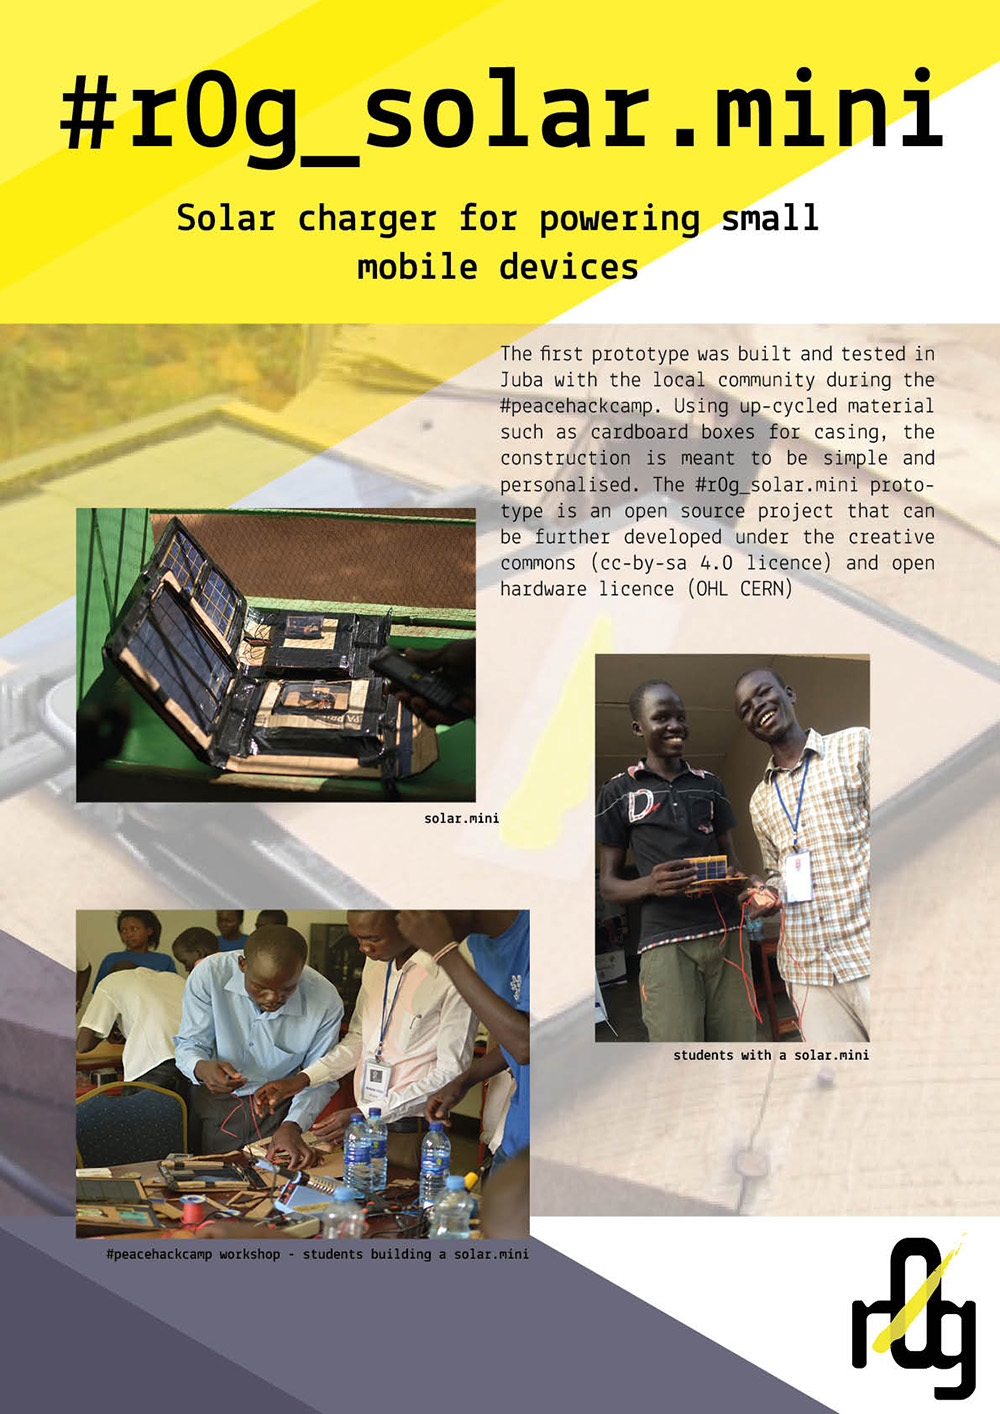 #r0g_solar.mini
Solar charger for powering small
mobile devices
The first prototype was built and tested in
Juba with the local community during the
#peacehackcamp. Using up-cycled material
such as cardboard boxes for casing, the
construction is meant to be simple and
personalised. The #r0g_solar.mini proto-
type is an open source project that can
be further developed under the creative
commons (cc-by-sa 4.0 licence) and open
hardware licence (OHL CERN)
solar.mini
students with a solar.mini
#peacehackcamp workshop - students building a solar.mini
r0g